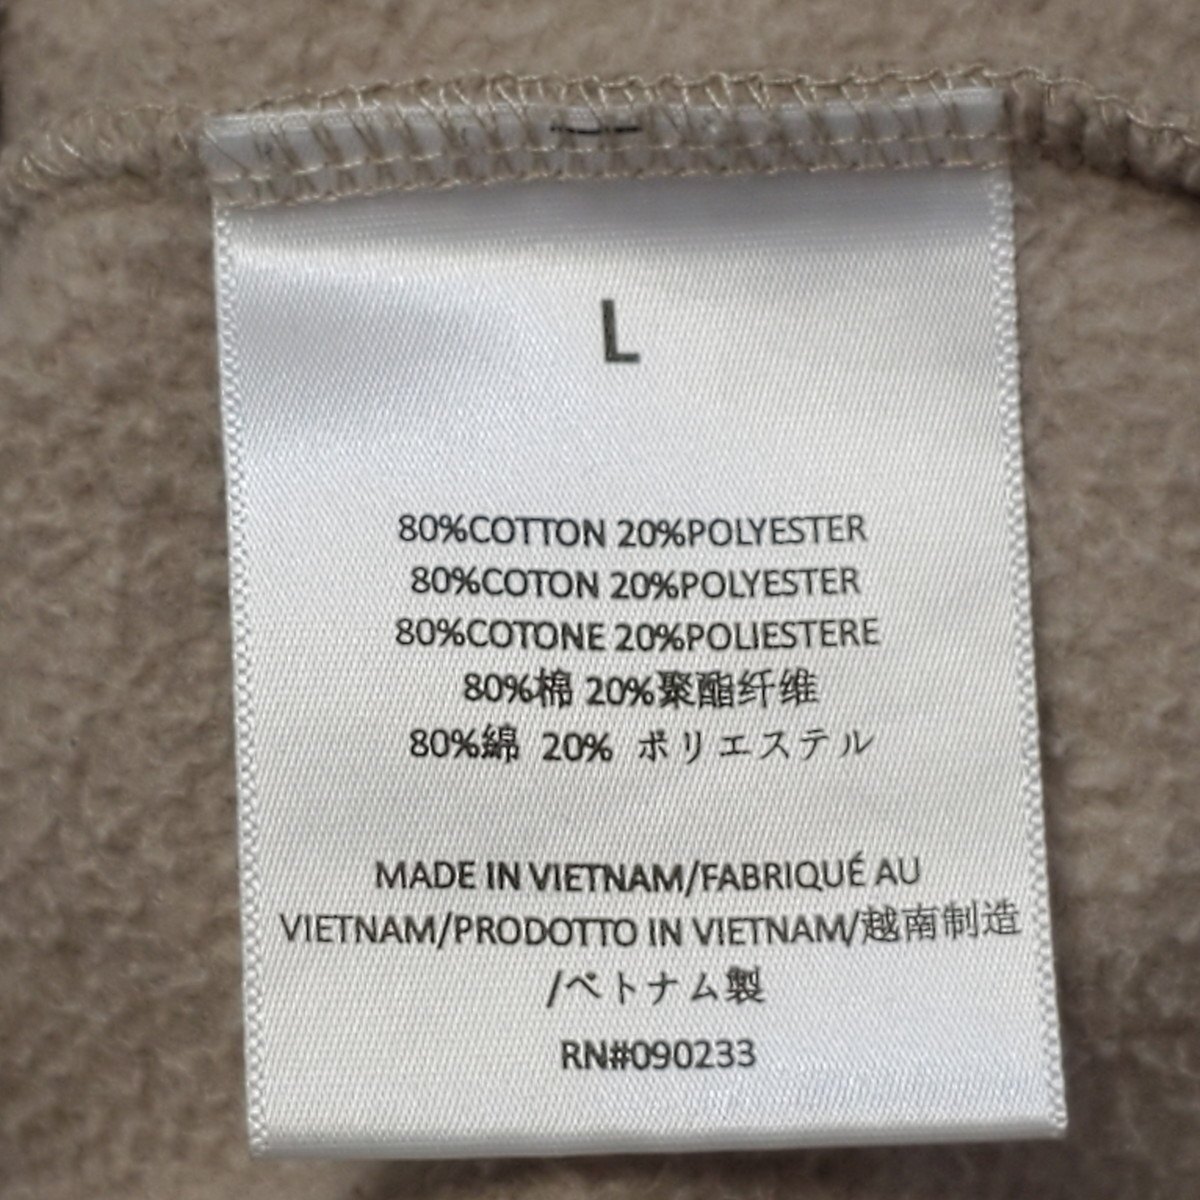 L
80%COTTON 20%POLYESTER
80%COTON 20%POLYESTER
80%COTONE 20%POLIESTERE
80%棉 20%聚酯纤维
80%綿 20% ポリエステル
MADE IN VIETNAM/FABRIQUÉ AU
VIETNAM/PRODOTTO IN VIETNAM/越南制造
/ベトナム製
RN#090233